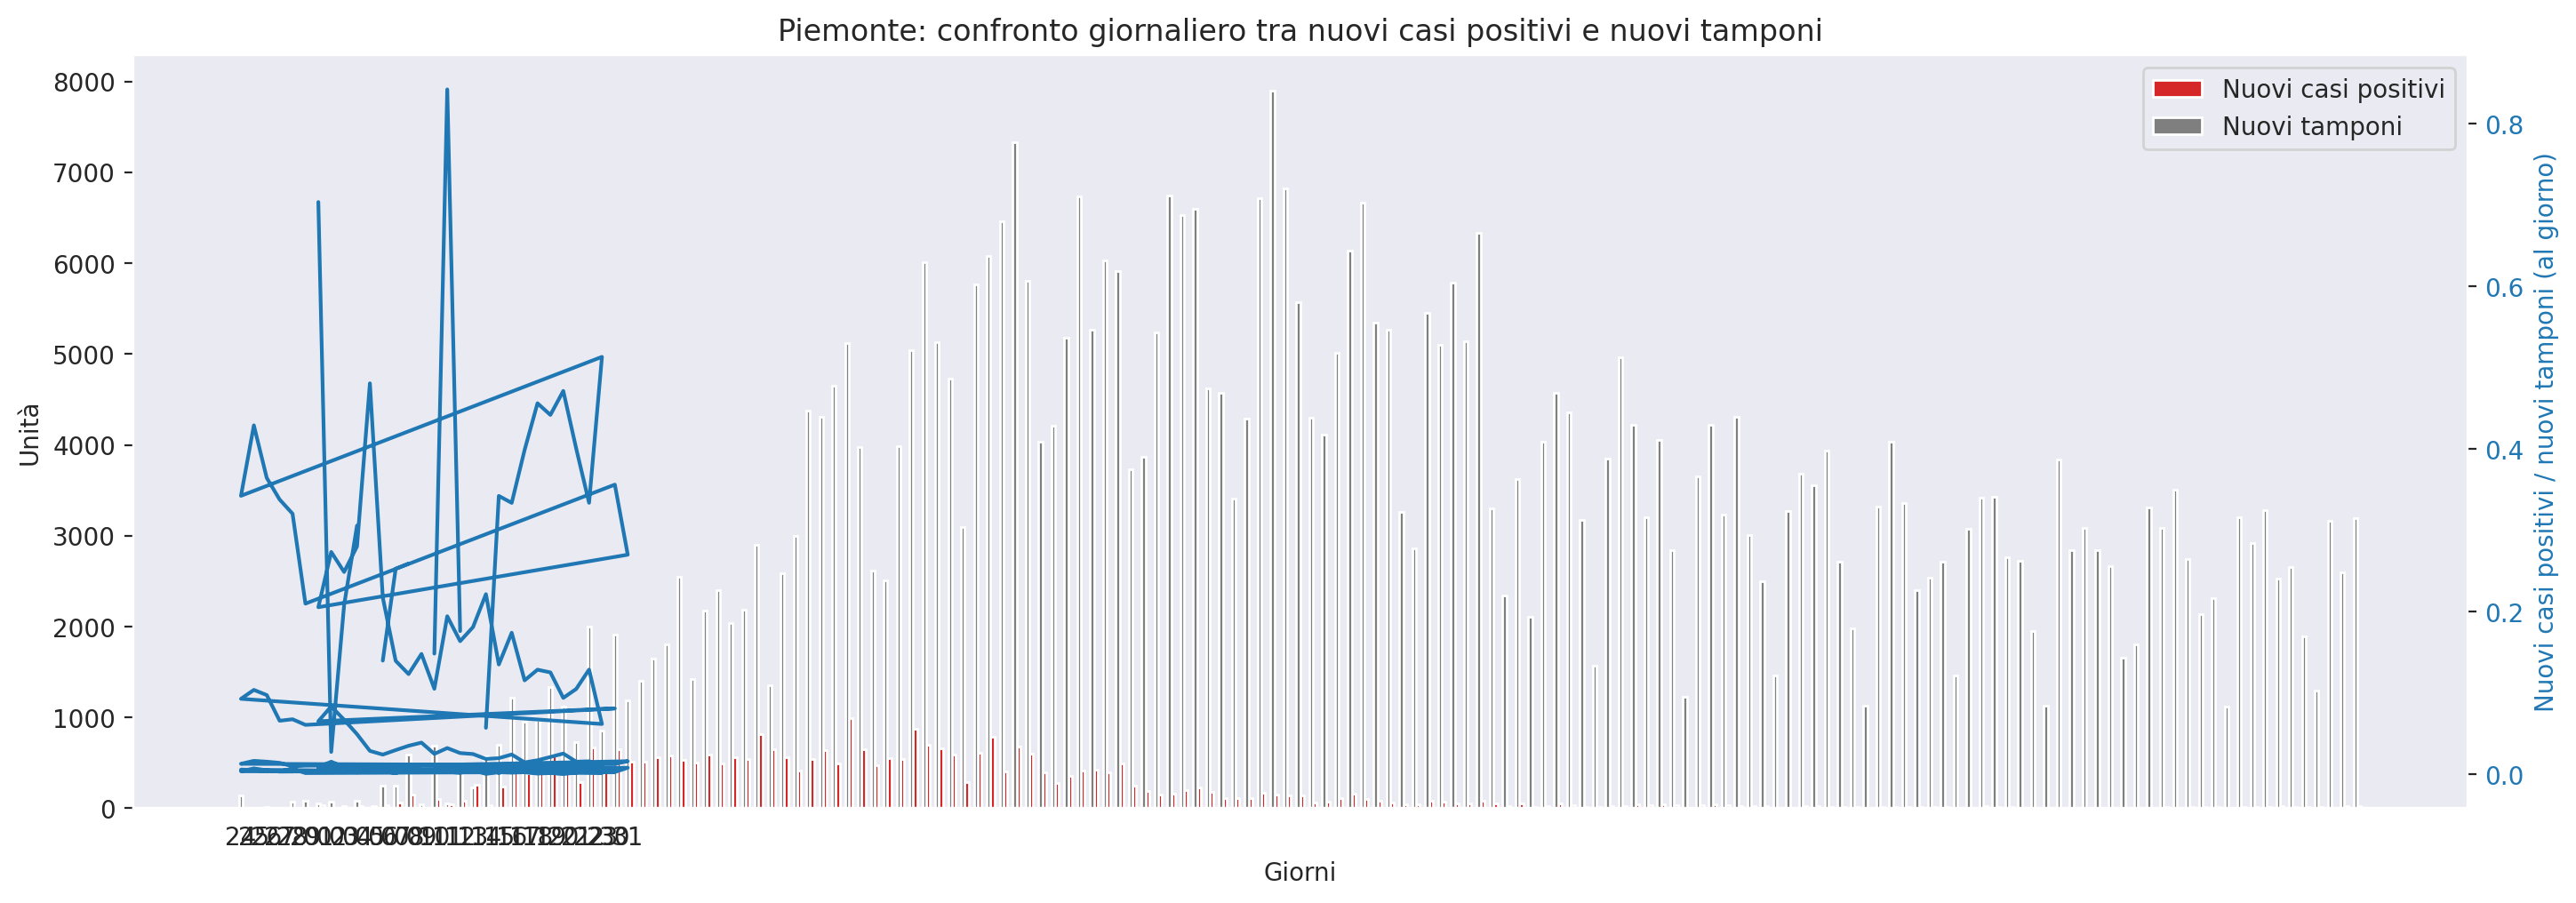 Piemonte: confronto giornaliero tra nuovi casi positivi e nuovi tamponi
Nuovi casi positivi
Nuovi tamponi
8000
7000
6000
5000
4000
3000
2000
1000
0
Unità
0.8
0.6
0.4
0.2
0.0
Nuovi casi positivi / nuovi tamponi (al giorno)
Giorni